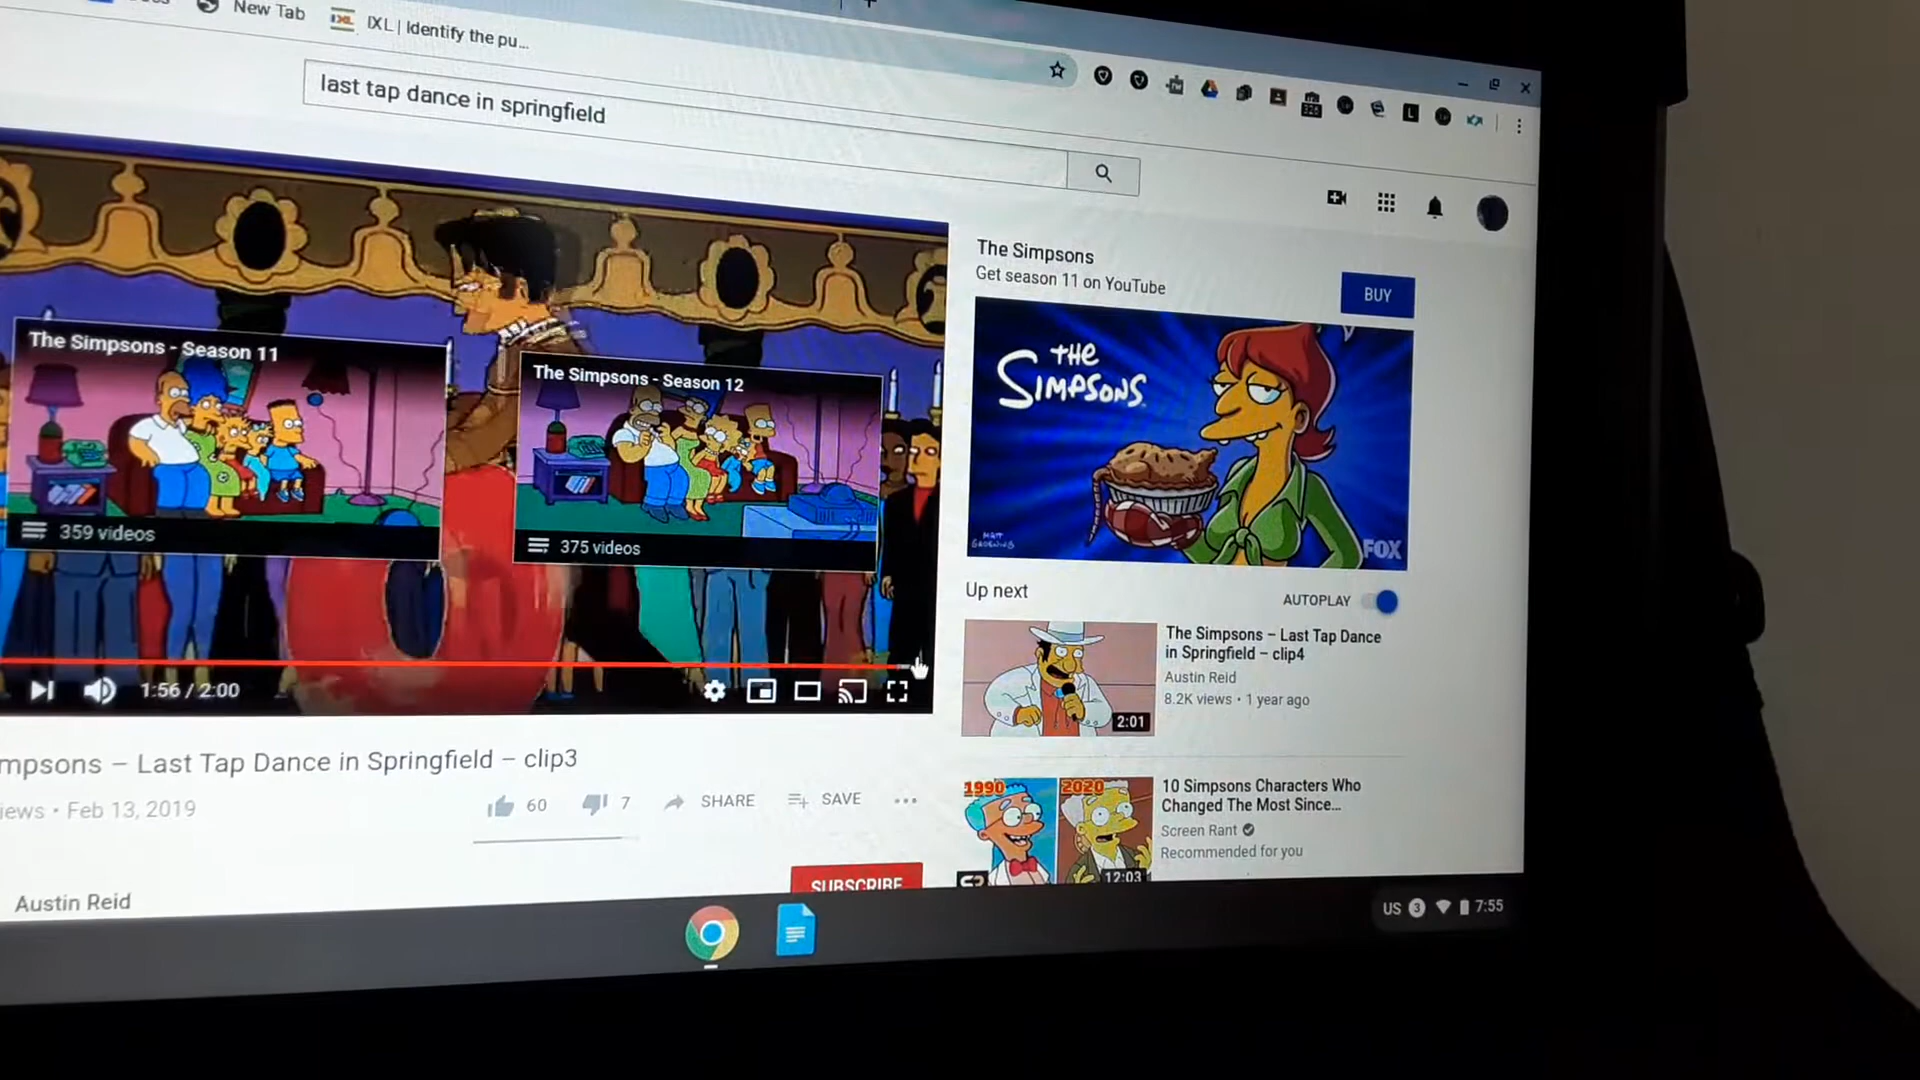 New Tab
IXL | Identify the pu...
last tap dance in springfield
The Simpsons
Get season 11 on YouTube
BUY
The Simpsons - Season 11
359 videos
The Simpsons - Season 12
375 videos
THE
SIMPSONS
MATT
GROENING
FOX
Up next
AUTOPLAY
The Simpsons – Last Tap Dance
in Springfield – clip4
Austin Reid
8.2K views • 1 year ago
2:01
1:56 / 2:00
mpsons – Last Tap Dance in Springfield – clip3
iews • Feb 13, 2019
60
7
SHARE
SAVE
1990
2020
10 Simpsons Characters Who
Changed The Most Since...
Screen Rant
Recommended for you
12:03
SUBSCRIBE
Austin Reid
US 3 7:55